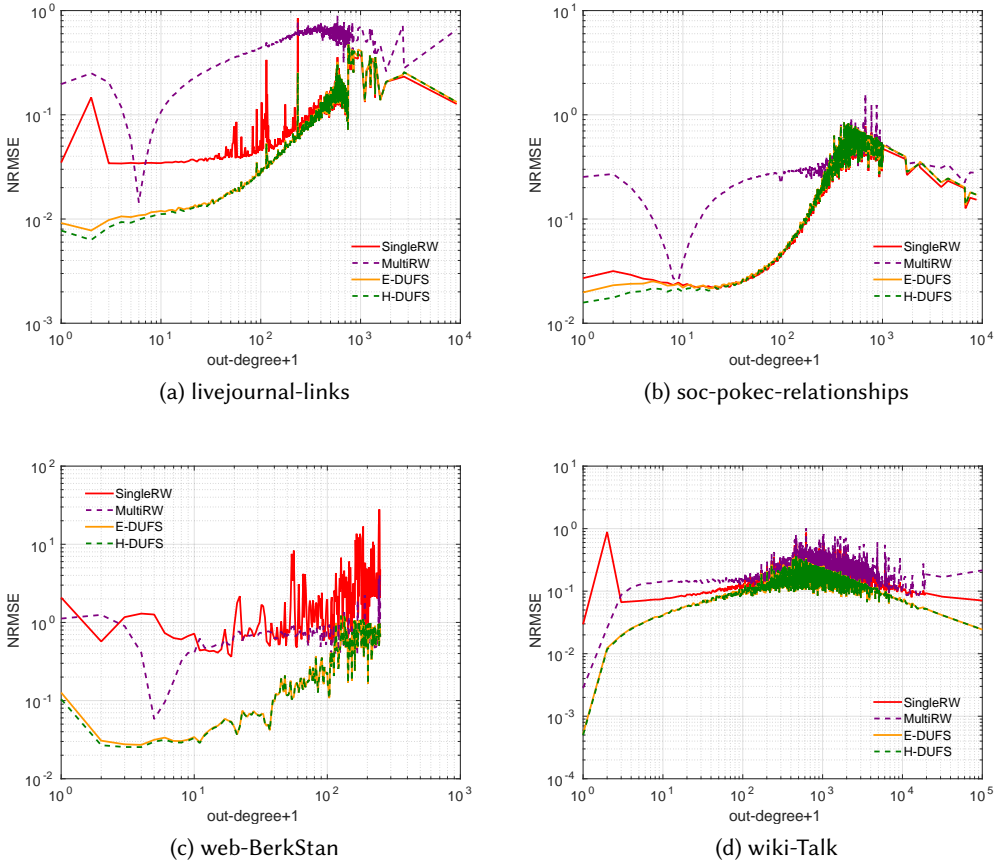 10^0
10^-1
10^-2
10^-3
NRMSE
10^0 10^1 10^2 10^3 10^4
out-degree+1
SingleRW
MultiRW
E-DUFS
H-DUFS
(a) livejournal-links
10^1
10^0
10^-1
10^-2
NRMSE
10^0 10^1 10^2 10^3 10^4
out-degree+1
SingleRW
MultiRW
E-DUFS
H-DUFS
(b) soc-pokec-relationships
10^2
10^1
10^0
10^-1
10^-2
NRMSE
10^0 10^1 10^2 10^3
out-degree+1
SingleRW
MultiRW
E-DUFS
H-DUFS
(c) web-BerkStan
10^1
10^0
10^-1
10^-2
10^-3
10^-4
NRMSE
10^0 10^1 10^2 10^3 10^4 10^5
out-degree+1
SingleRW
MultiRW
E-DUFS
H-DUFS
(d) wiki-Talk